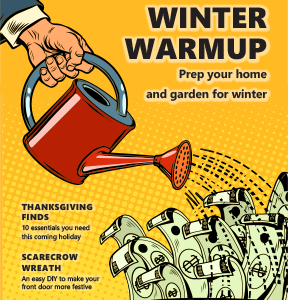 WINTER
WARMUP
Prep your home
and garden for winter
THANKSGIVING
FINDS
10 essentials you need
this coming holiday
SCARECROW
WREATH
An easy DIY to make your
front door more festive